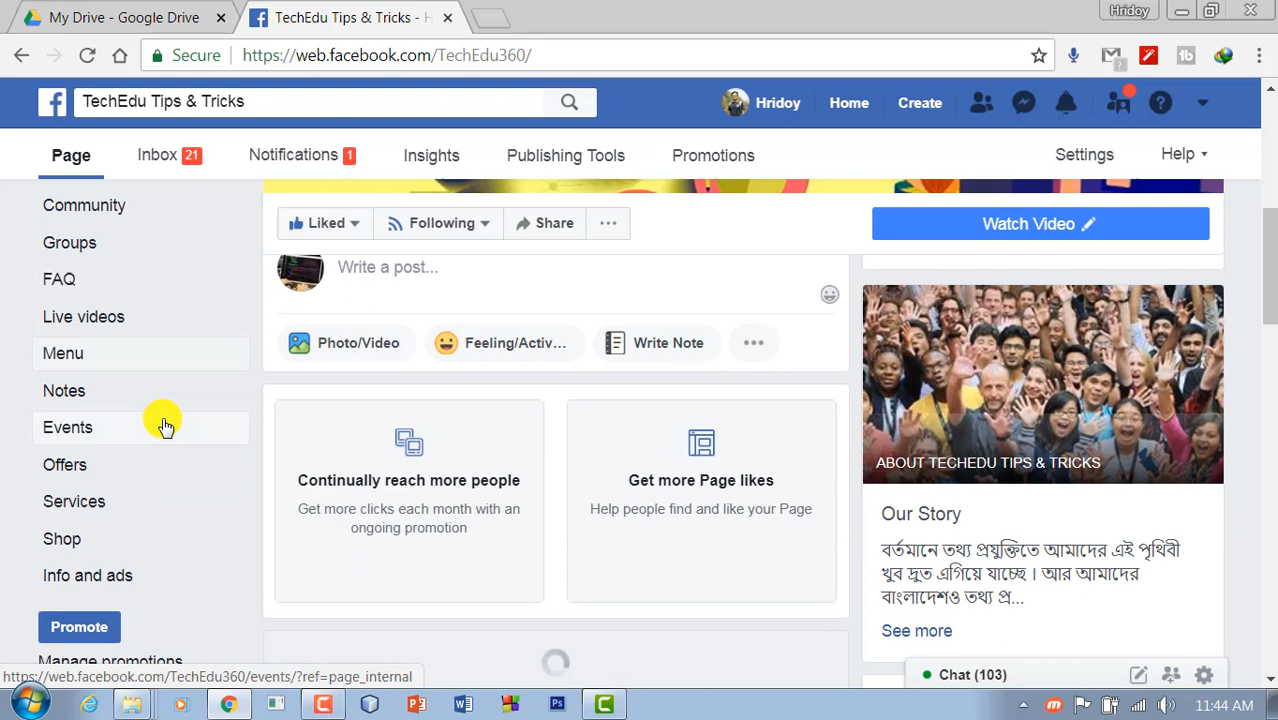 My Drive - Google Drive
TechEdu Tips & Tricks - H
Hridoy
Secure
https://web.facebook.com/TechEdu360/
TechEdu Tips & Tricks
Hridoy
Home
Create
Page
Inbox 21
Notifications 1
Insights
Publishing Tools
Promotions
Settings
Help
Community
Groups
FAQ
Live videos
Menu
Notes
Events
Offers
Services
Shop
Info and ads
Promote
Manage promotions
Liked
Following
Share
Watch Video
Write a post...
Photo/Video
Feeling/Activ...
Write Note
Continually reach more people
Get more clicks each month with an
ongoing promotion
Get more Page likes
Help people find and like your Page
ABOUT TECHEDU TIPS & TRICKS
Our Story
বর্তমানে তথ্য প্রযুক্তিতে আমাদের এই পৃথিবী
খুব দ্রুত এগিয়ে যাচ্ছে । আর আমাদের
বাংলাদেশও তথ্য প্র...
See more
Chat (103)
https://web.facebook.com/TechEdu360/events/?ref=page_internal
11:44 AM